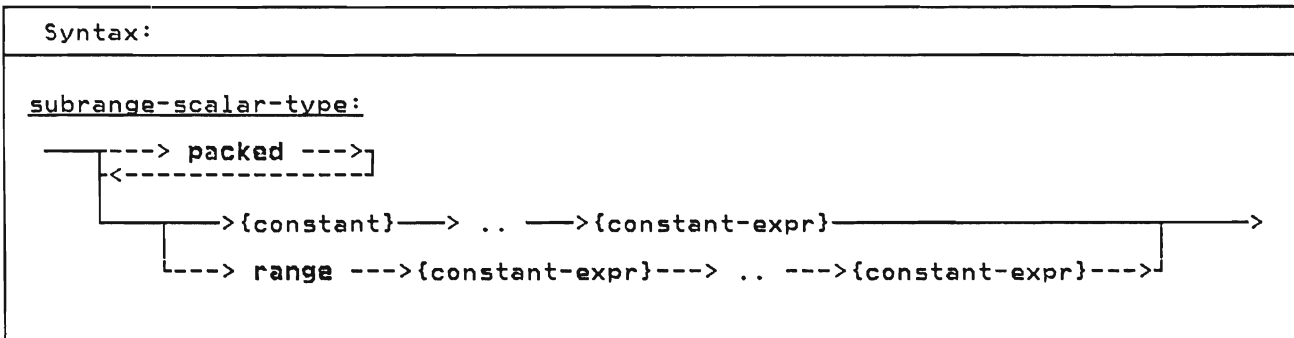 Syntax:
subrange-scalar-type:
----> packed --->
<----------------
>{constant}——> .. ——>{constant-expr}——>
---> range --->{constant-expr}---> .. --->{constant-expr}--->